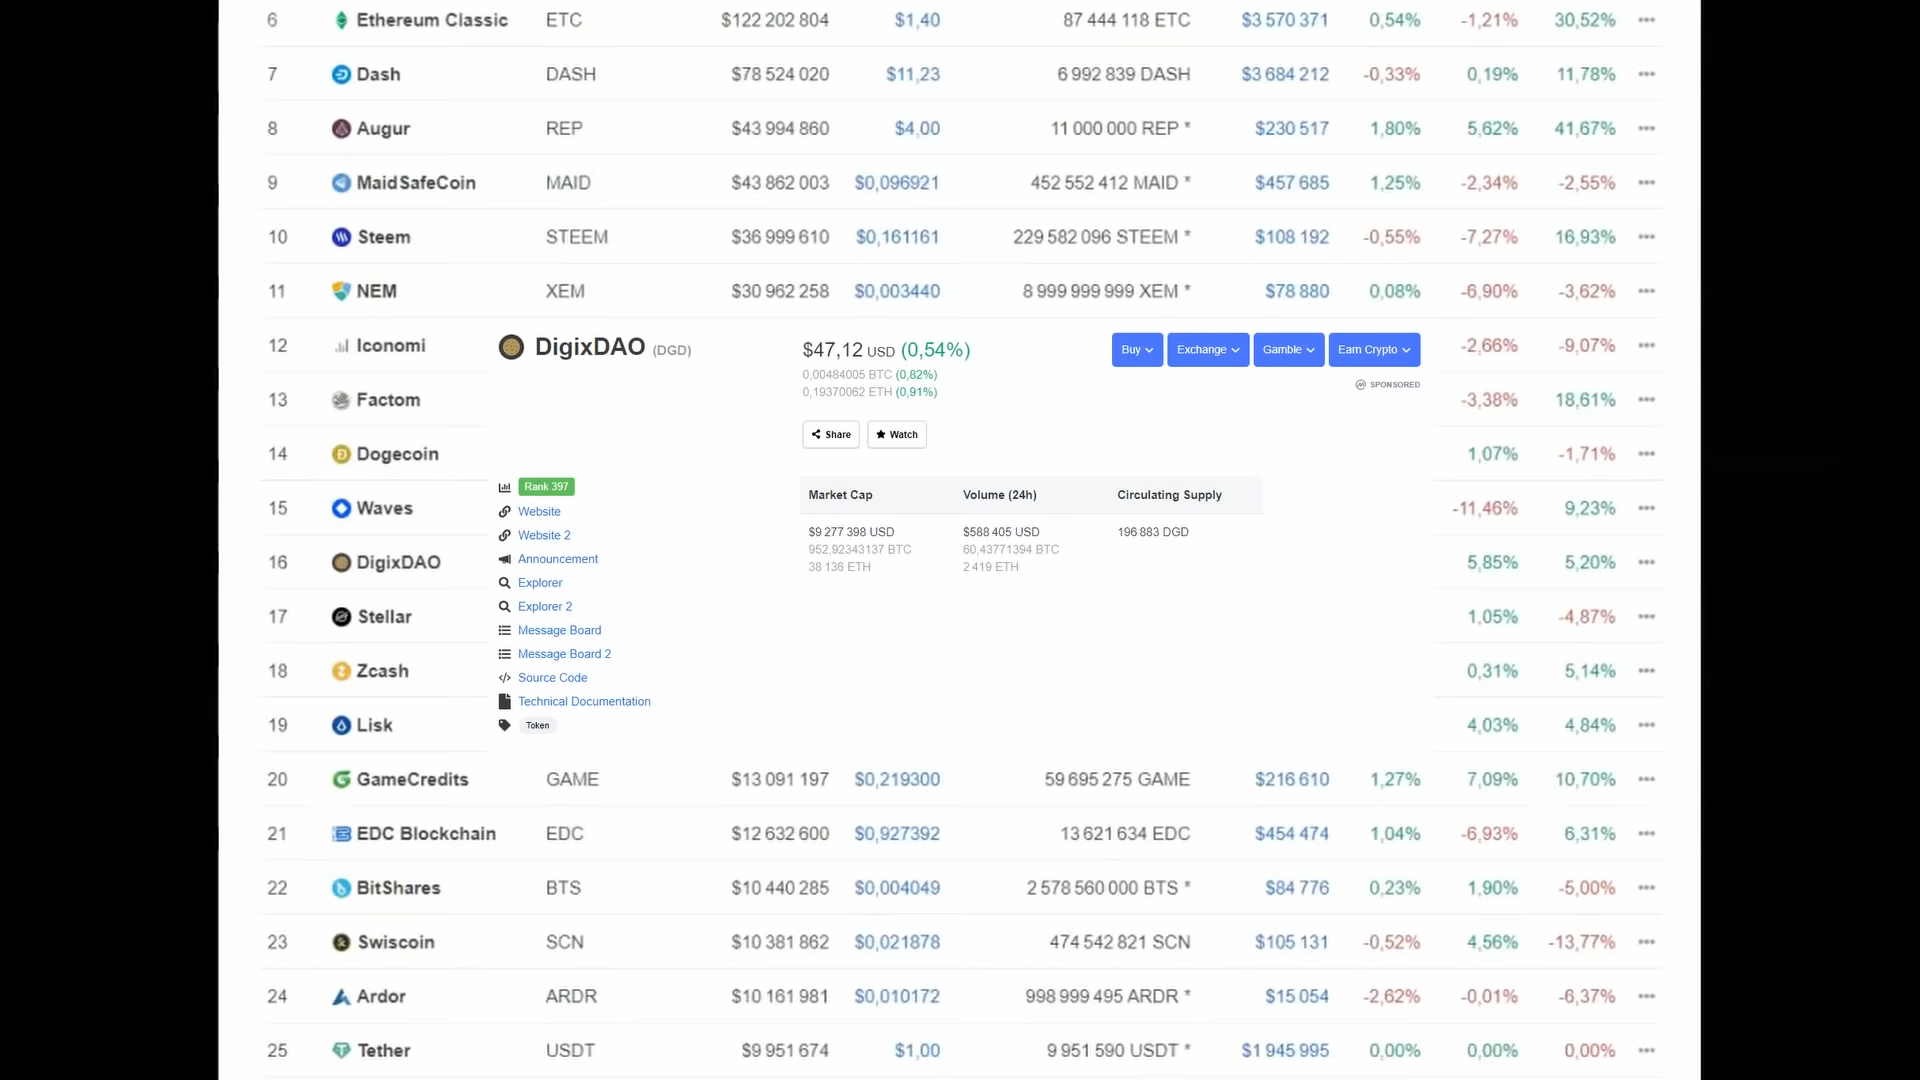 6 Ethereum Classic ETC $122 202 804 $1,40 87 444 118 ETC $3 570 371 0,54% -1,21% 30,52% •••
7 Dash DASH $78 524 020 $11,23 6 992 839 DASH $3 684 212 -0,33% 0,19% 11,78% •••
8 Augur REP $43 994 860 $4,00 11 000 000 REP * $230 517 1,80% 5,62% 41,67% •••
9 MaidSafeCoin MAID $43 862 003 $0,096921 452 552 412 MAID * $457 685 1,25% -2,34% -2,55% •••
10 Steem STEEM $36 999 610 $0,161161 229 582 096 STEEM * $108 192 -0,55% -7,27% 16,93% •••
11 NEM XEM $30 962 258 $0,003440 8 999 999 999 XEM * $78 880 0,08% -6,90% -3,62% •••
12 Iconomi -2,66% -9,07% •••
13 Factom -3,38% 18,61% •••
14 Dogecoin 1,07% -1,71% •••
15 Waves -11,46% 9,23% •••
16 DigixDAO 5,85% 5,20% •••
17 Stellar 1,05% -4,87% •••
18 Zcash 0,31% 5,14% •••
19 Lisk 4,03% 4,84% •••
DigixDAO (DGD)
$47,12 USD (0,54%)
0,00484005 BTC (0,82%)
0,19370062 ETH (0,91%)
Buy Exchange Gamble Earn Crypto
SPONSORED
Share Watch
Rank 397
Website
Website 2
Announcement
Explorer
Explorer 2
Message Board
Message Board 2
Source Code
Technical Documentation
Token
Market Cap Volume (24h) Circulating Supply
$9 277 398 USD $588 405 USD 196 883 DGD
952,92343137 BTC 60,43771394 BTC
38 136 ETH 2 419 ETH
20 GameCredits GAME $13 091 197 $0,219300 59 695 275 GAME $216 610 1,27% 7,09% 10,70% •••
21 EDC Blockchain EDC $12 632 600 $0,927392 13 621 634 EDC $454 474 1,04% -6,93% 6,31% •••
22 BitShares BTS $10 440 285 $0,004049 2 578 560 000 BTS * $84 776 0,23% 1,90% -5,00% •••
23 Swiscoin SCN $10 381 862 $0,021878 474 542 821 SCN $105 131 -0,52% 4,56% -13,77% •••
24 Ardor ARDR $10 161 981 $0,010172 998 999 495 ARDR * $15 054 -2,62% -0,01% -6,37% •••
25 Tether USDT $9 951 674 $1,00 9 951 590 USDT * $1 945 995 0,00% 0,00% 0,00% •••